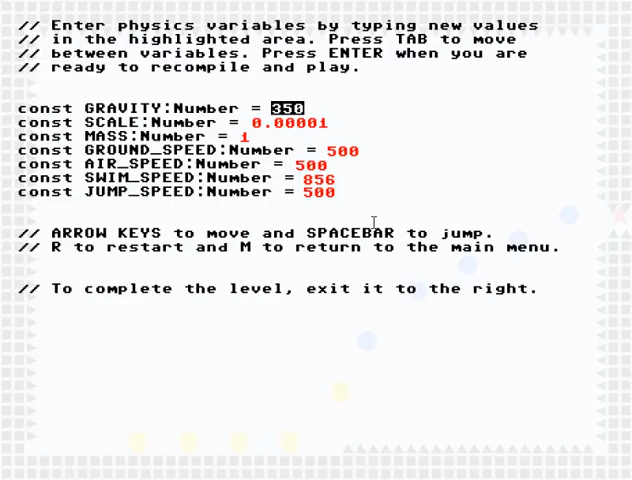 // Enter physics variables by typing new values
// in the highlighted area. Press TAB to move
// between variables. Press ENTER when you are
// ready to recompile and play.
const GRAVITY:Number = 350
const SCALE:Number = 0.00001
const MASS:Number = 1
const GROUND_SPEED:Number = 500
const AIR_SPEED:Number = 500
const SWIM_SPEED:Number = 856
const JUMP_SPEED:Number = 500
// ARROW KEYS to move and SPACEBAR to jump.
// R to restart and M to return to the main menu.
// To complete the level, exit it to the right.